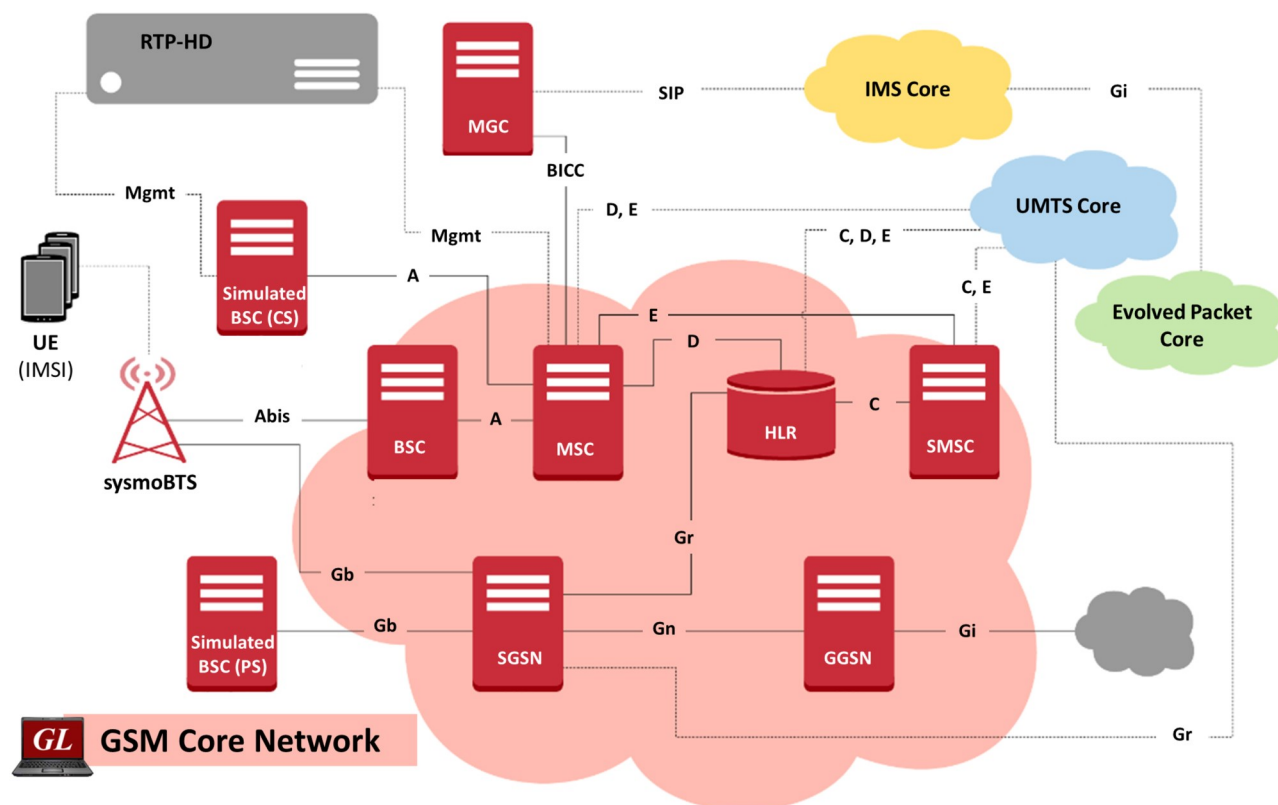 RTP-HD
MGC
SIP
IMS Core
Gi
BICC
Mgmt
D, E
UMTS Core
Mgmt
C, D, E
A
Simulated
BSC (CS)
C, E
Evolved Packet
Core
UE
(IMSI)
E
D
Abis
BSC
A
MSC
HLR
C
SMSC
sysmoBTS
Gr
Gb
Simulated
BSC (PS)
Gb
SGSN
Gn
GGSN
Gi
GL
GSM Core Network
Gr